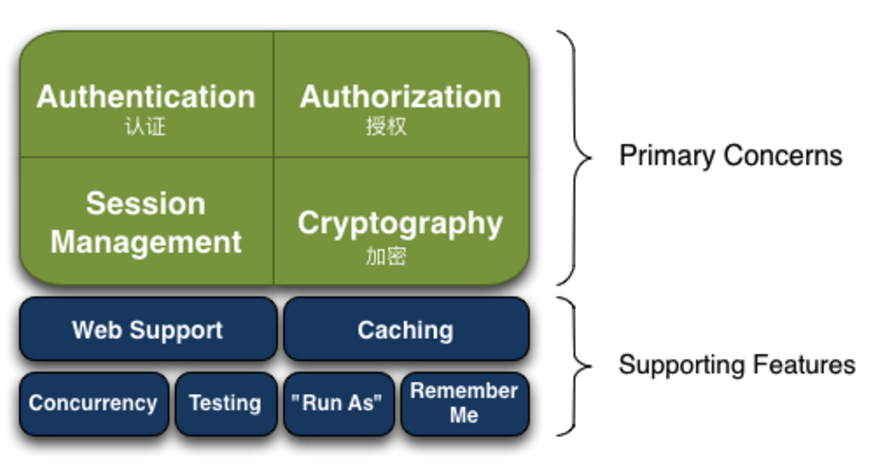 Authentication
认证
Authorization
授权
Session
Management
Cryptography
加密
Primary Concerns
Web Support
Caching
Concurrency
Testing
"Run As"
Remember
Me
Supporting Features